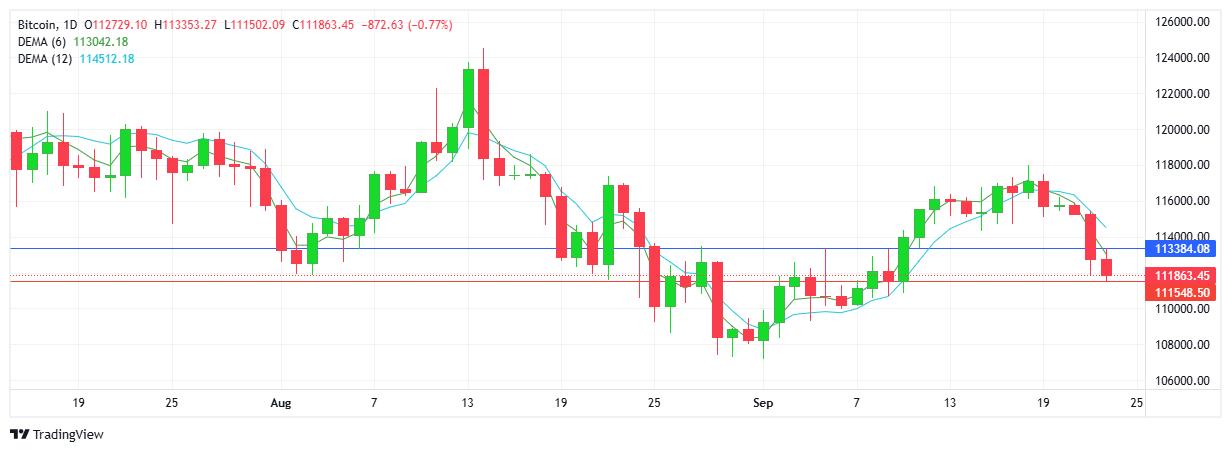 Bitcoin, 1D O112729.10 H113353.27 L111502.09 C111863.45 −872.63 (−0.77%)
DEMA (6) 113042.18
DEMA (12) 114512.18
126000.00
124000.00
122000.00
120000.00
118000.00
116000.00
114000.00
113384.08
111863.45
111548.50
110000.00
108000.00
106000.00
19 25 Aug 7 13 19 25 Sep 7 13 19 25
TradingView